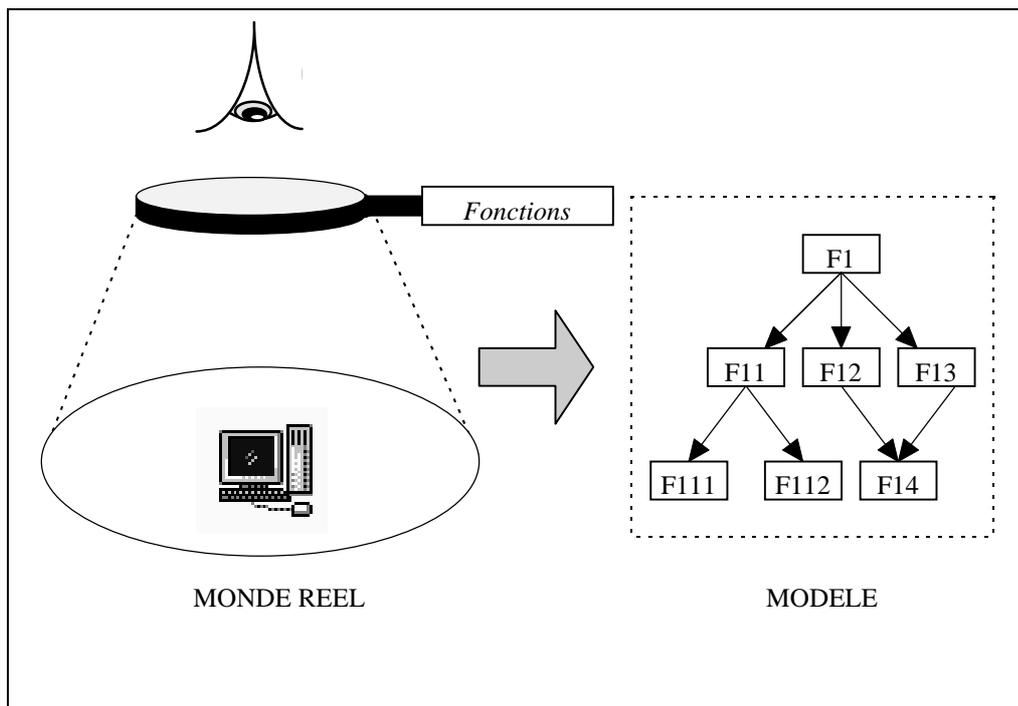 Fonctions
F1
F11 F12 F13
F111 F112 F14
MONDE REEL
MODELE